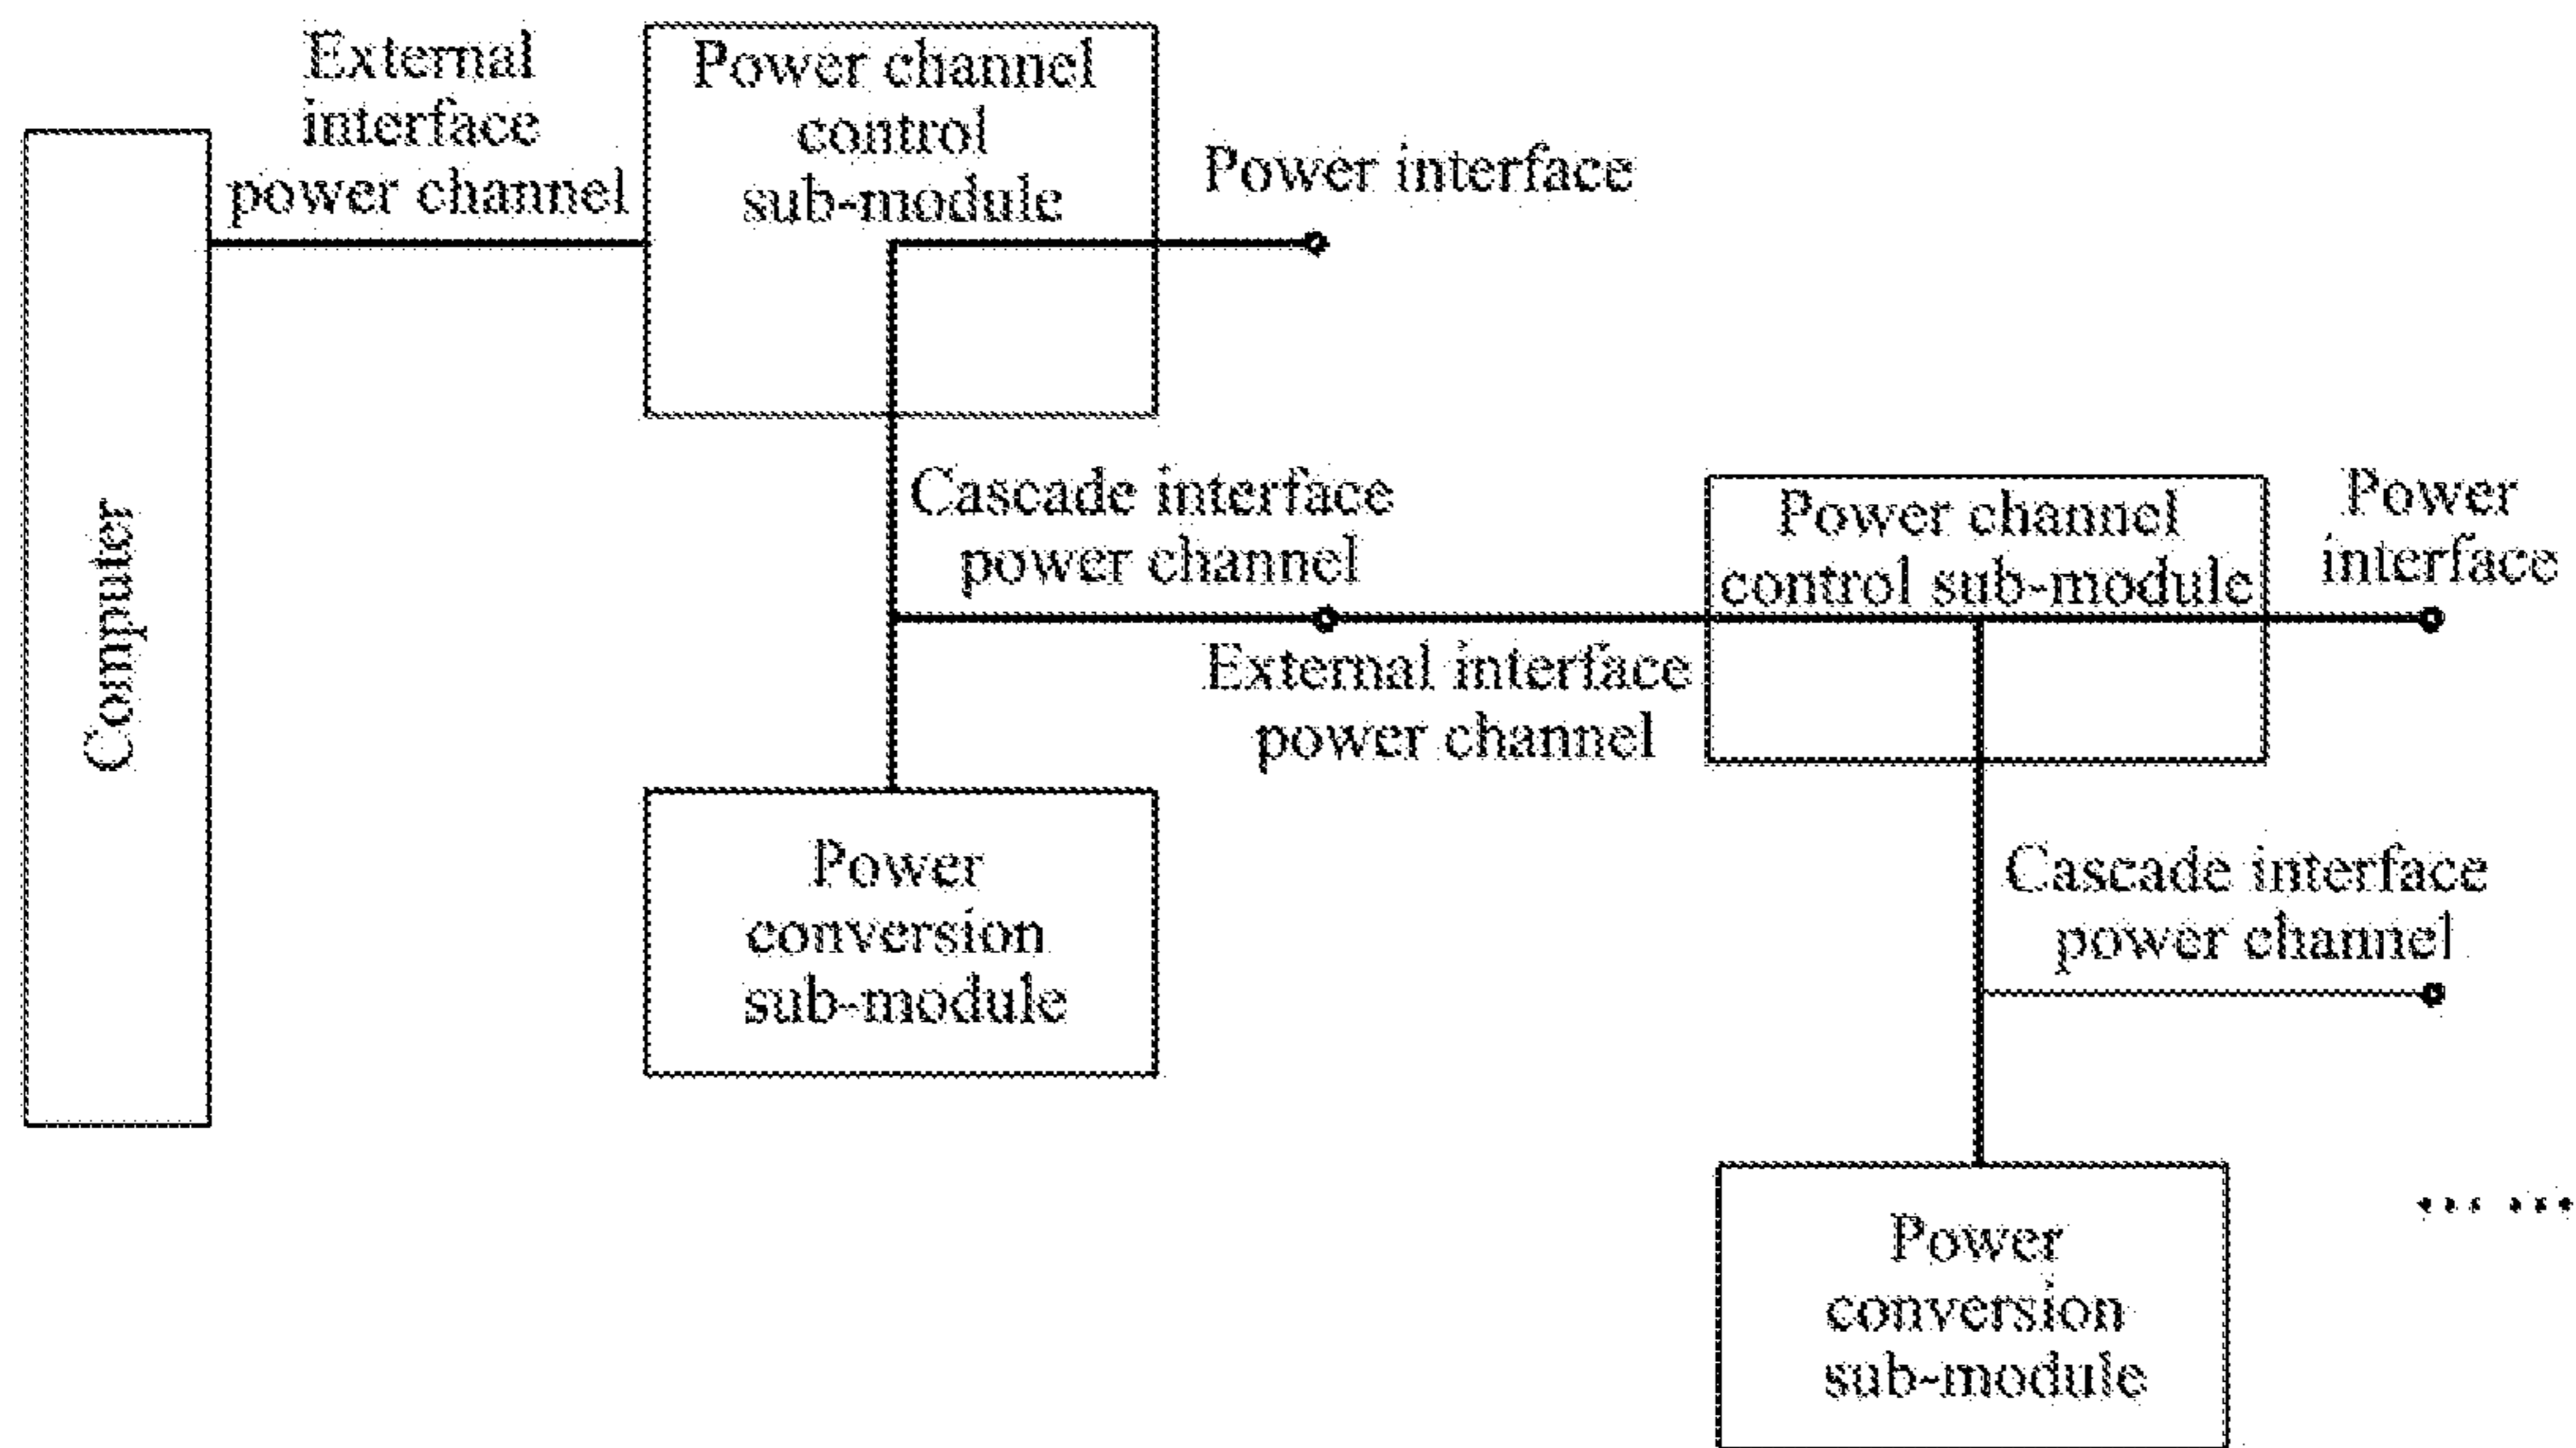 External
interface
power channel
Power channel
control
sub-module
Power interface
Computer
Cascade interface
power channel
External interface
power channel
Power channel
control sub-module
Power
interface
Power
conversion
sub-module
Cascade interface
power channel
Power
conversion
sub-module
... ...